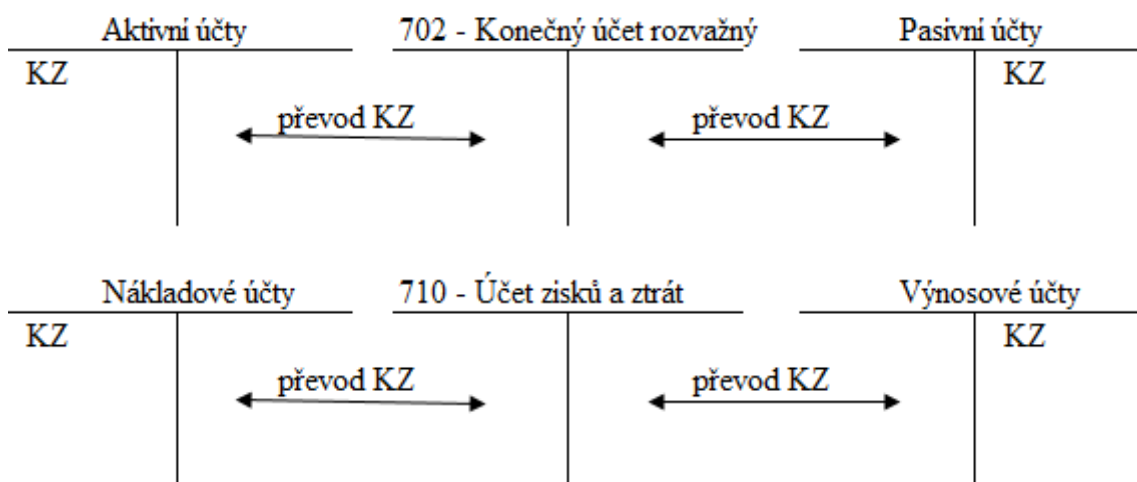 Aktivní účty 702 - Konečný účet rozvažný Pasivní účty
KZ KZ
převod KZ převod KZ
Nákladové účty 710 - Účet zisků a ztrát Výnosové účty
KZ KZ
převod KZ převod KZ